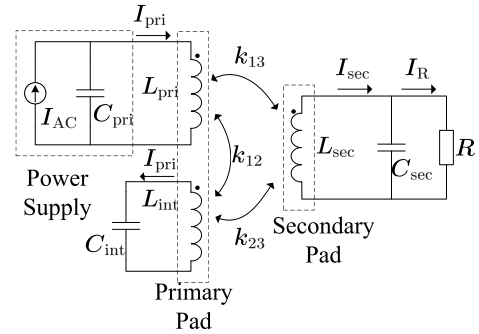 I_pri
k_13
L_pri
I_sec
I_R
I_AC
C_pri
I_pri
k_12
L_sec
C_sec
R
Power
Supply
L_int
C_int
k_23
Secondary
Pad
Primary
Pad